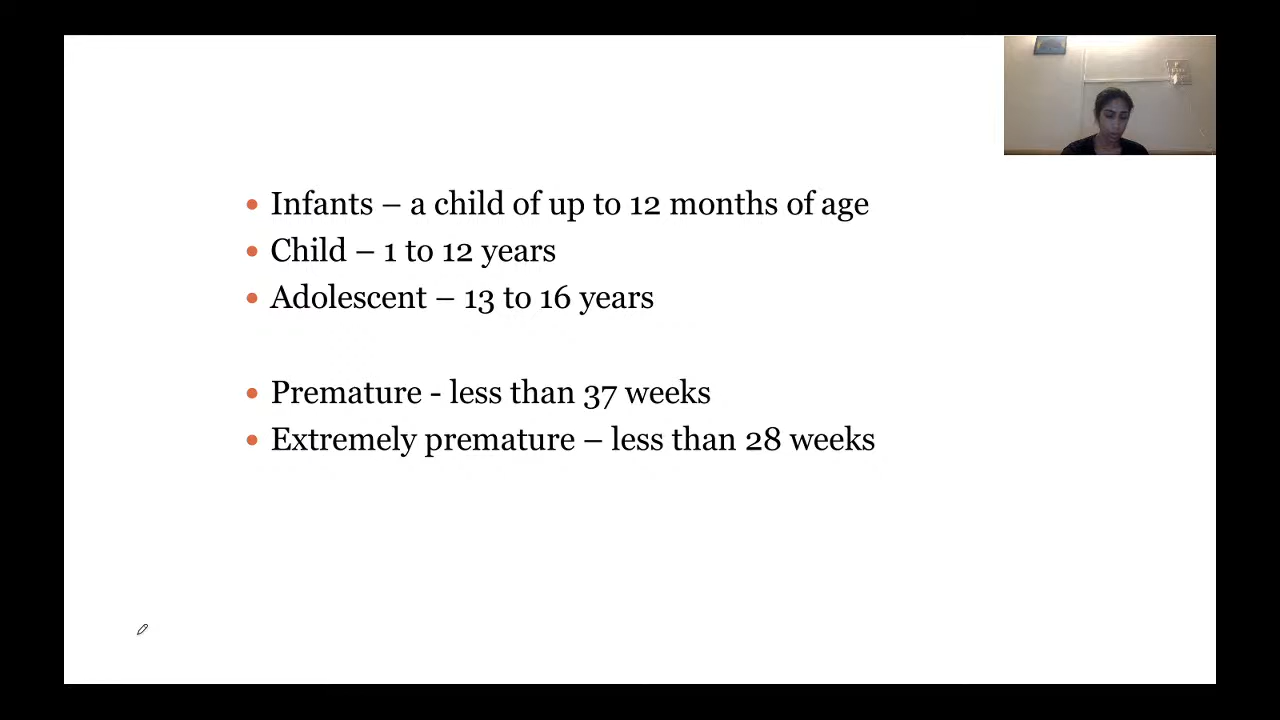 • Infants – a child of up to 12 months of age
• Child – 1 to 12 years
• Adolescent – 13 to 16 years
• Premature - less than 37 weeks
• Extremely premature – less than 28 weeks